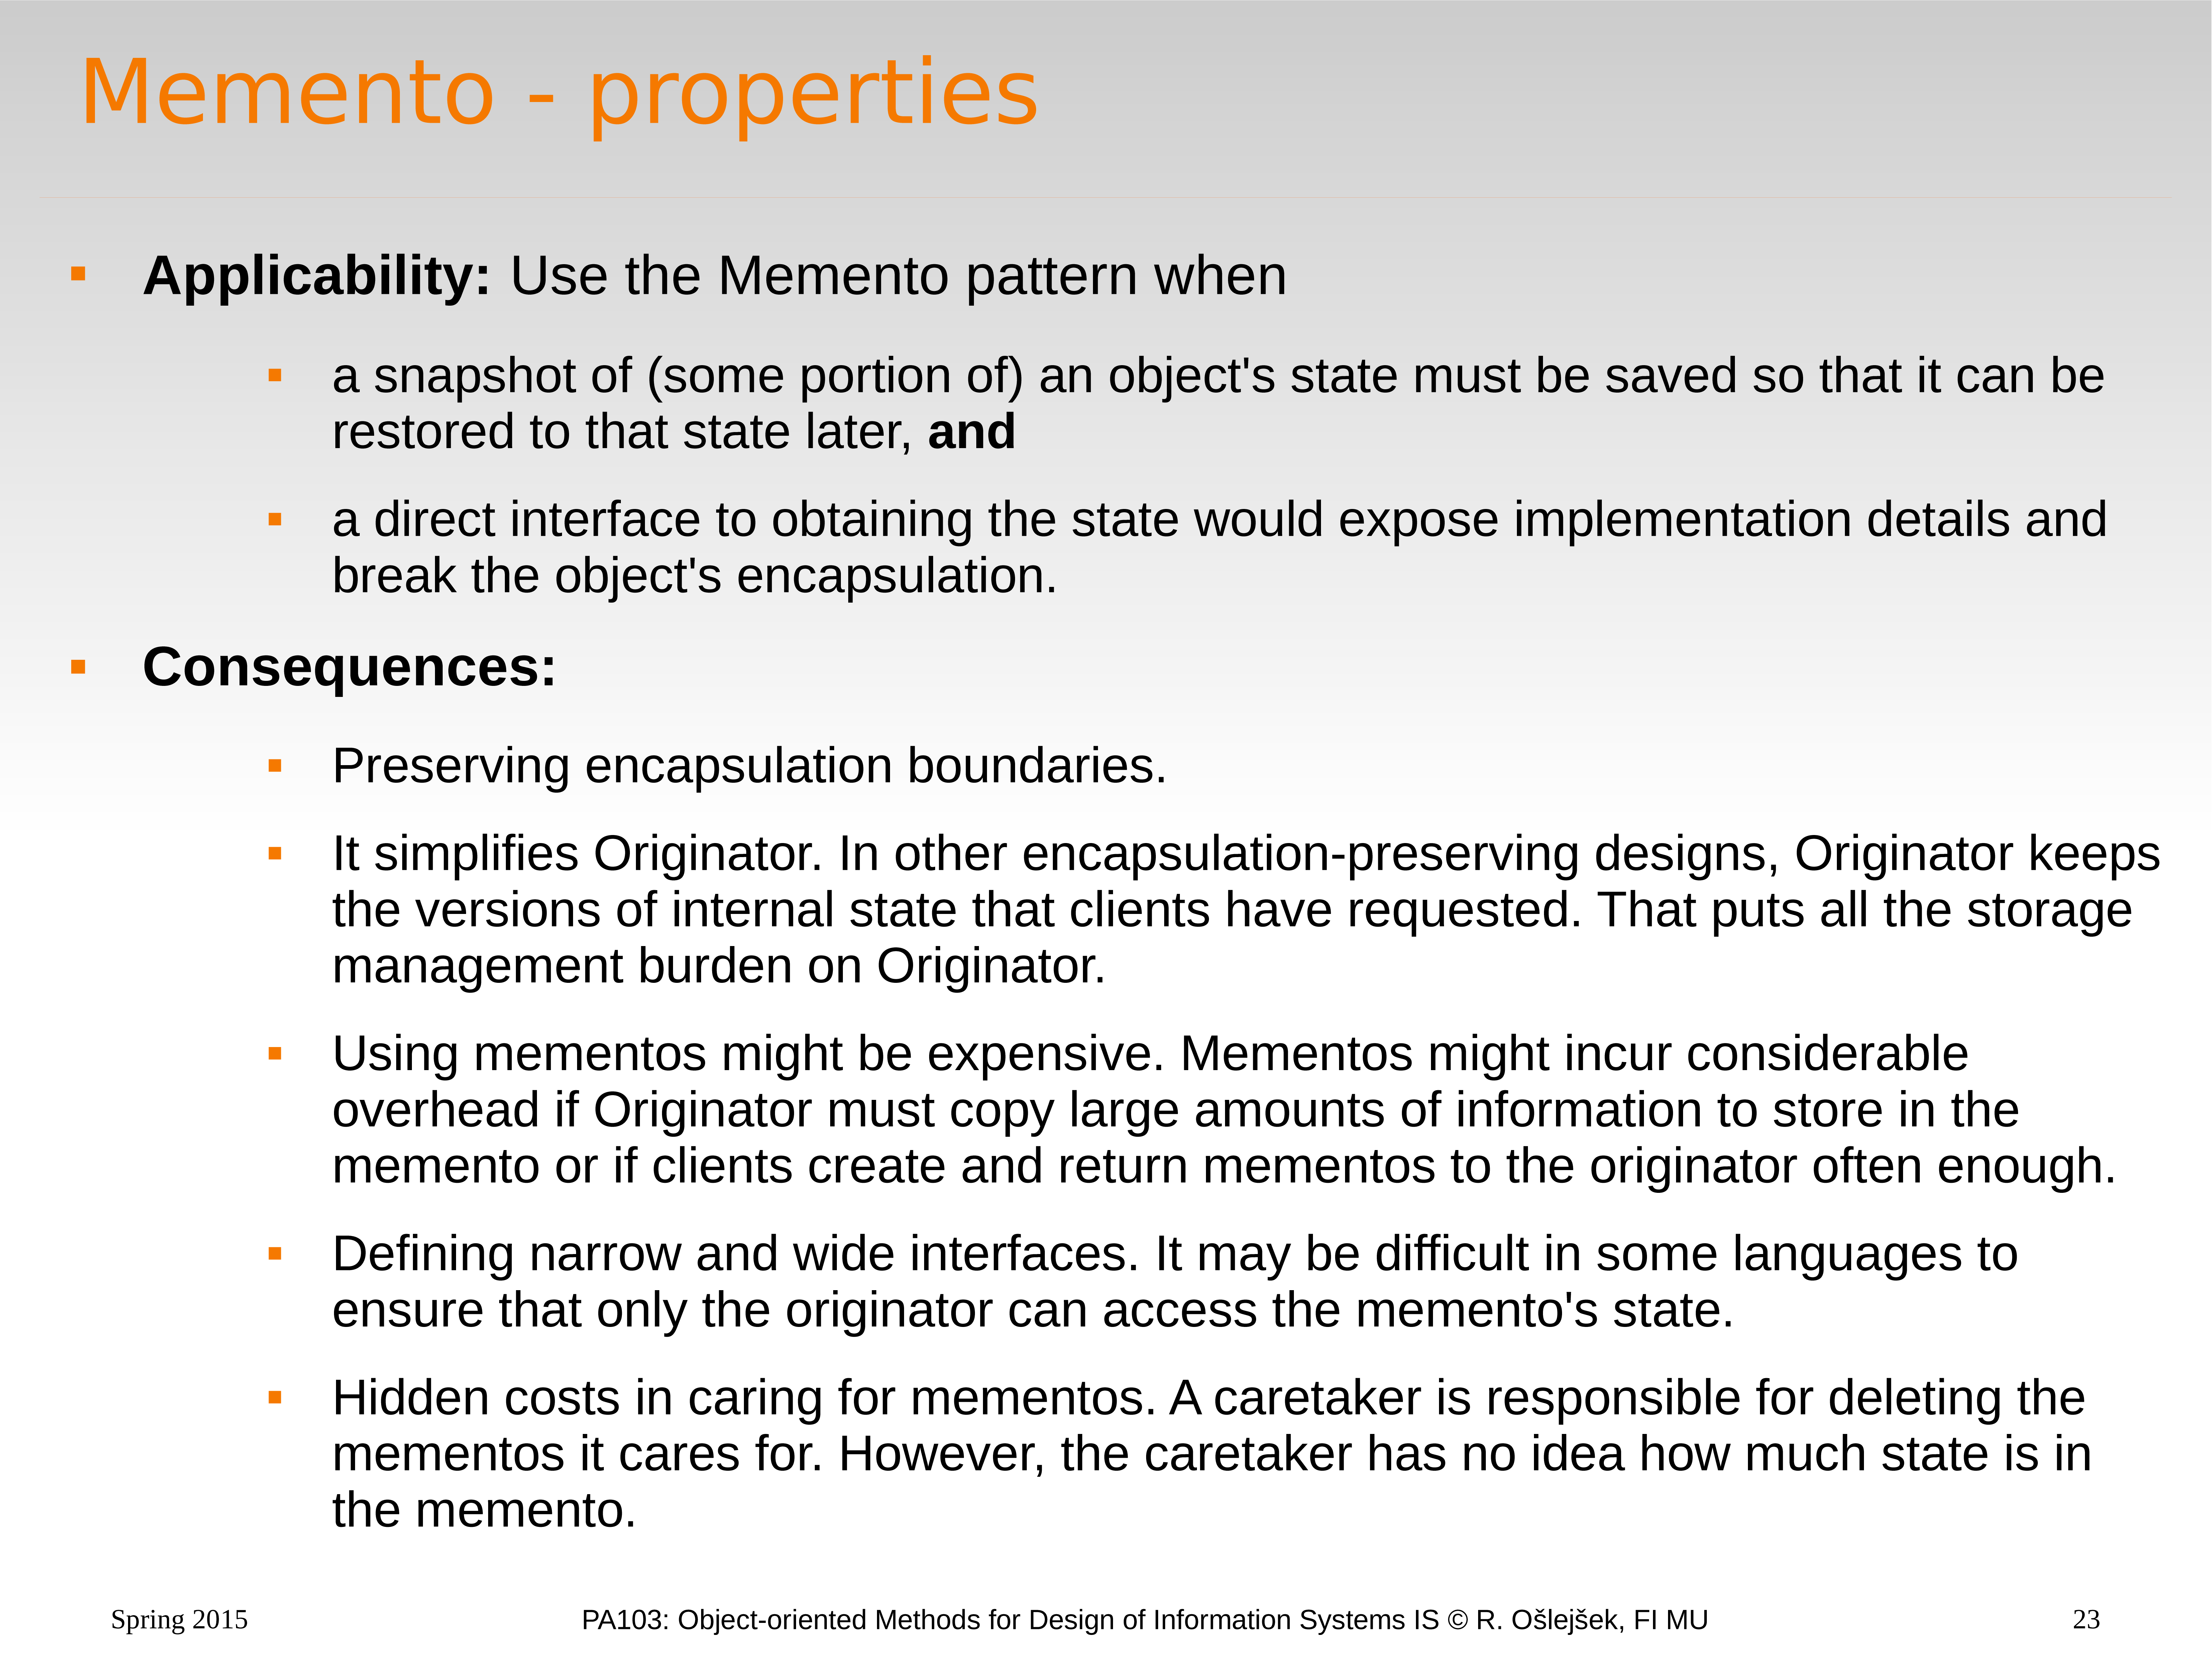 Memento - properties
Applicability: Use the Memento pattern when
a snapshot of (some portion of) an object's state must be saved so that it can be
restored to that state later, and
a direct interface to obtaining the state would expose implementation details and
break the object's encapsulation.
Consequences:
Preserving encapsulation boundaries.
It simplifies Originator. In other encapsulation-preserving designs, Originator keeps
the versions of internal state that clients have requested. That puts all the storage
management burden on Originator.
Using mementos might be expensive. Mementos might incur considerable
overhead if Originator must copy large amounts of information to store in the
memento or if clients create and return mementos to the originator often enough.
Defining narrow and wide interfaces. It may be difficult in some languages to
ensure that only the originator can access the memento's state.
Hidden costs in caring for mementos. A caretaker is responsible for deleting the
mementos it cares for. However, the caretaker has no idea how much state is in
the memento.
Spring 2015 PA103: Object-oriented Methods for Design of Information Systems IS © R. Ošlejšek, FI MU 23